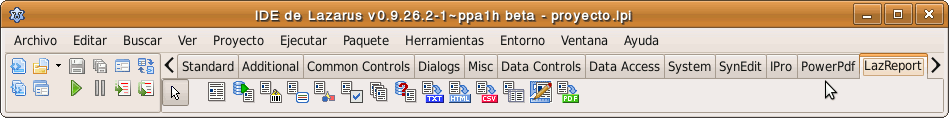 IDE de Lazarus v0.9.26.2-1~ppa1h beta - proyecto.lpi
Archivo Editar Buscar Ver Proyecto Ejecutar Paquete Herramientas Entorno Ventana Ayuda
Standard Additional Common Controls Dialogs Misc Data Controls Data Access System SynEdit IPro PowerPdf LazReport
TXT HTML CSV PDF